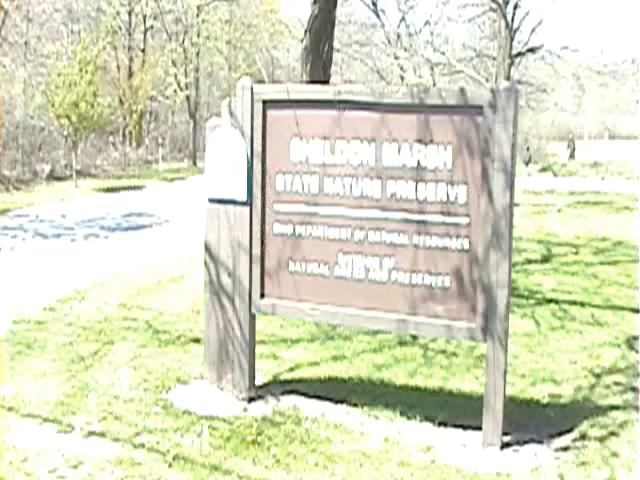 SHELDON MARSH
STATE NATURE PRESERVE
OHIO DEPARTMENT OF NATURAL RESOURCES
DIVISION OF
NATURAL AREAS AND PRESERVES